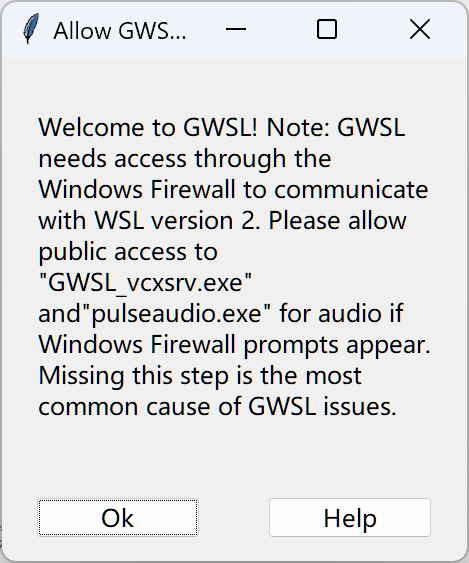 Allow GWS...
Welcome to GWSL! Note: GWSL
needs access through the
Windows Firewall to communicate
with WSL version 2. Please allow
public access to
"GWSL_vcxsrv.exe"
and"pulseaudio.exe" for audio if
Windows Firewall prompts appear.
Missing this step is the most
common cause of GWSL issues.
Ok
Help